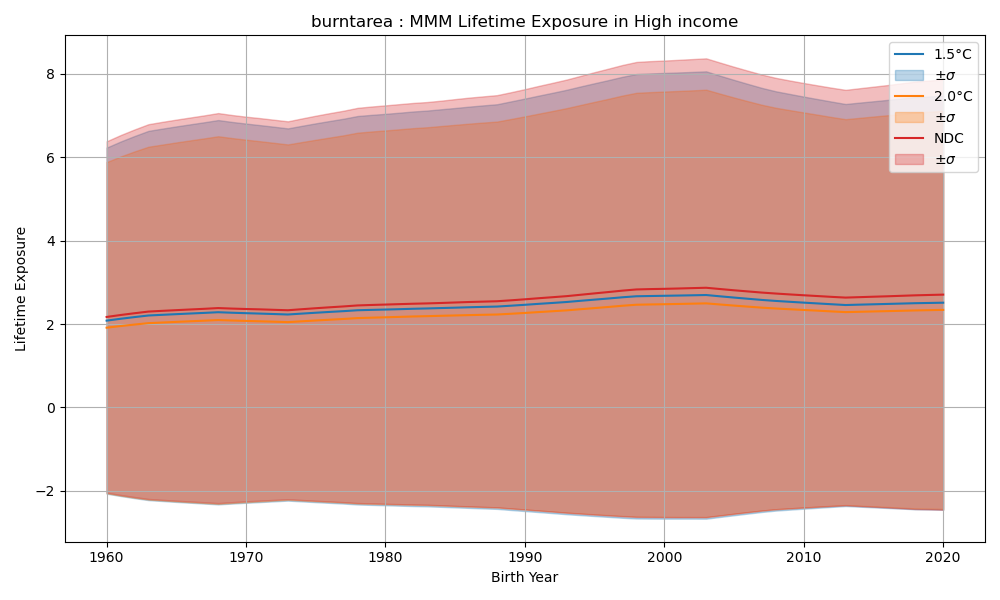 burntarea : MMM Lifetime Exposure in High income
1.5°C
±σ
2.0°C
±σ
NDC
±σ
Lifetime Exposure
8
6
4
2
0
−2
1960
1970
1980
1990
2000
2010
2020
Birth Year